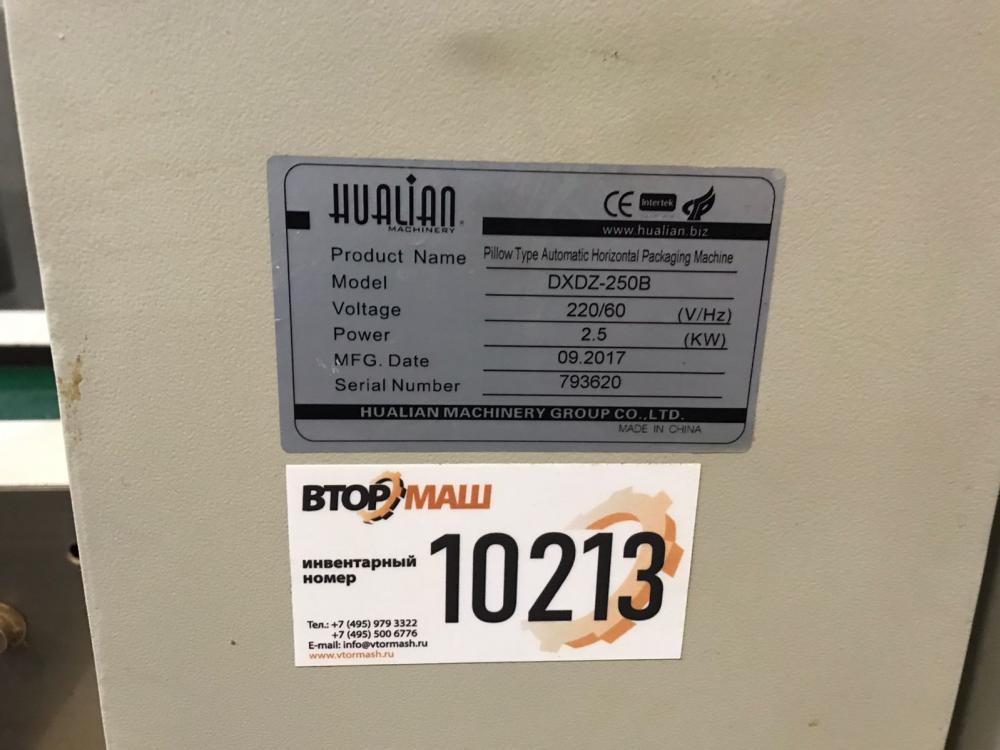 HUALIAN
MACHINERY
CE Intertek
www.hualian.biz
Product Name Pillow Type Automatic Horizontal Packaging Machine
Model DXDZ-250B
Voltage 220/60 (V/Hz)
Power 2.5 (KW)
MFG. Date 09.2017
Serial Number 793620
HUALIAN MACHINERY GROUP CO.,LTD.
MADE IN CHINA
ВТОРМАШ
инвентарный
номер
10213
Тел.: +7 (495) 979 3322
+7 (495) 500 6776
E-mail: info@vtormash.ru
www.vtormash.ru